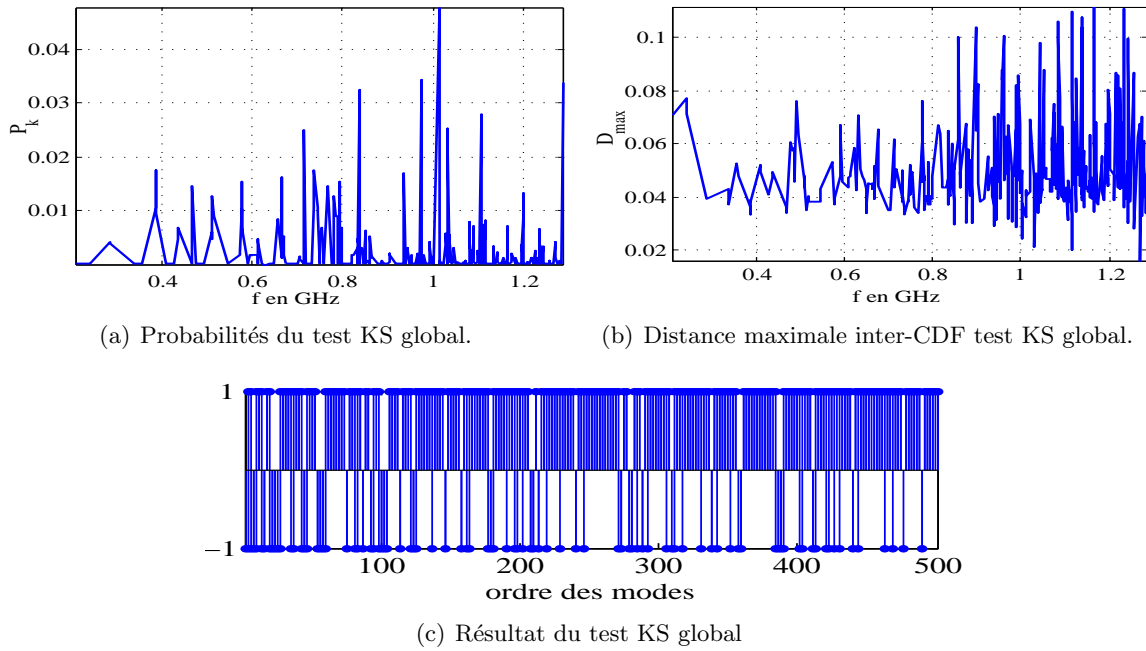 0.04
0.03
0.02
0.01
P_k
0.4 0.6 0.8 1 1.2
f en GHz
(a) Probabilités du test KS global.
0.1
0.08
0.06
0.04
0.02
D_max
0.4 0.6 0.8 1 1.2
f en GHz
(b) Distance maximale inter-CDF test KS global.
1
−1
100 200 300 400 500
ordre des modes
(c) Résultat du test KS global